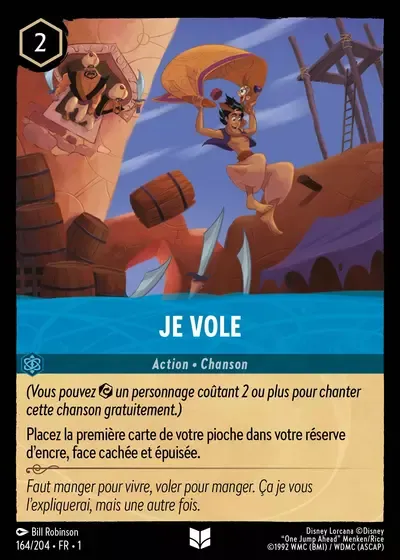 2
JE VOLE
Action • Chanson
(Vous pouvez un personnage coûtant 2 ou plus pour chanter
cette chanson gratuitement.)
Placez la première carte de votre pioche dans votre réserve
d'encre, face cachée et épuisée.
Faut manger pour vivre, voler pour manger. Ça je vous
l'expliquerai, mais une autre fois.
Bill Robinson
164/204 • FR • 1
Disney Lorcana ©Disney
"One Jump Ahead" Menken/Rice
©1992 WMC (BMI) / WDMC (ASCAP)